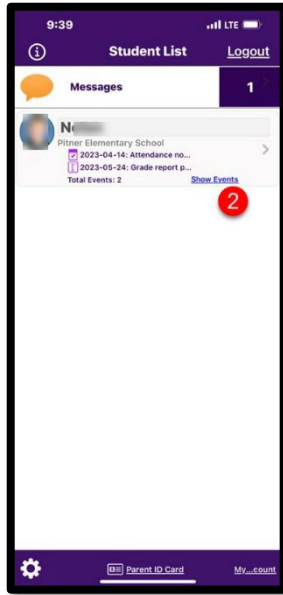 9:39
LTE
Student List
Logout
Messages
1
Pitner Elementary School
2023-04-14: Attendance no...
2023-05-24: Grade report p...
Total Events: 2
Show Events
2
Parent ID Card
My...count